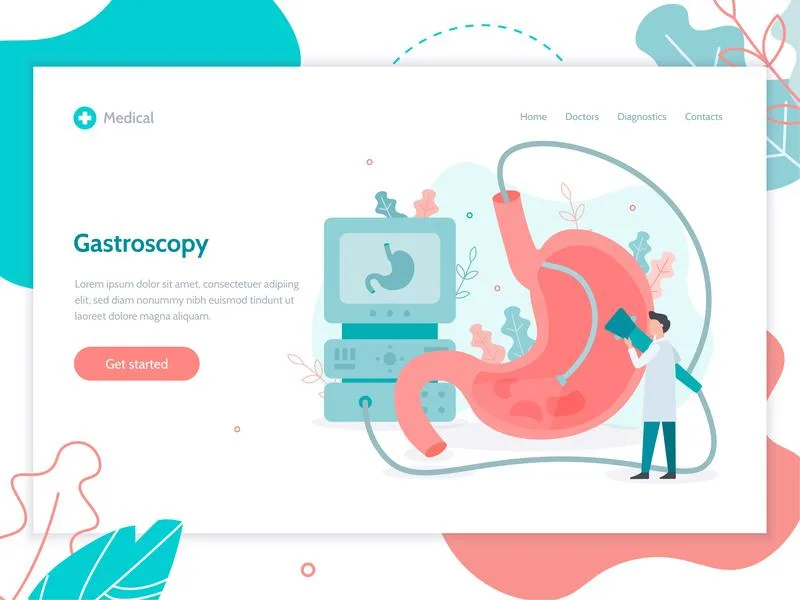 Medical
Home Doctors Diagnostics Contacts
Gastroscopy
Lorem ipsum dolor sit amet, consectetuer adipiing
elit, sed diam nonummy nibh euismod tincidunt ut
laoreet dolore magna aliquam.
Get started